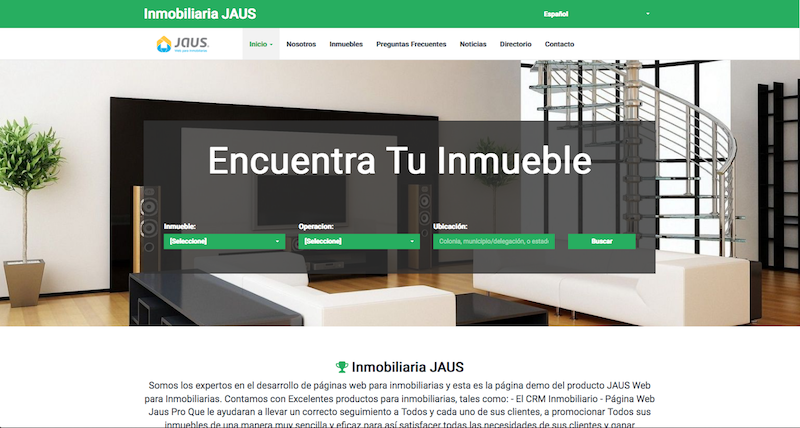 Inmobiliaria JAUS
Español
JAUS
Inicio
Nosotros
Inmuebles
Preguntas Frecuentes
Noticias
Directorio
Contacto
Encuentra Tu Inmueble
Inmueble:
Operacion:
Ubicación:
[Seleccione]
[Seleccione]
Colonia, municipio/delegación, o estado
Buscar
Inmobiliaria JAUS
Somos los expertos en el desarrollo de páginas web para inmobiliarias y esta es la página demo del producto JAUS Web
para Inmobiliarias. Contamos con Excelentes productos para inmobiliarias, tales como: - El CRM Inmobiliario - Página Web
Jaus Pro Que le ayudaran a llevar un correcto seguimiento a Todos y cada uno de sus clientes, a promocionar Todos sus
inmuebles de una manera muy sencilla y eficaz para así satisfacer todas las necesidades de sus clientes y ganar